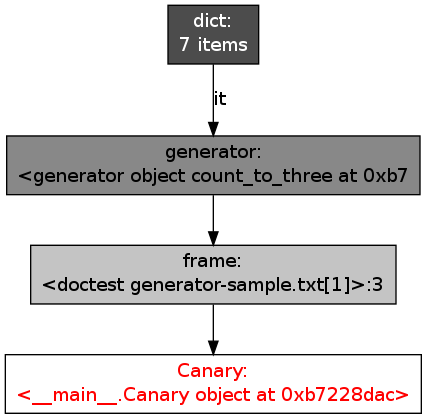 dict:
7 items
it
generator:
<generator object count_to_three at 0xb7
frame:
<doctest generator-sample.txt[1]>:3
Canary:
<__main__.Canary object at 0xb7228dac>